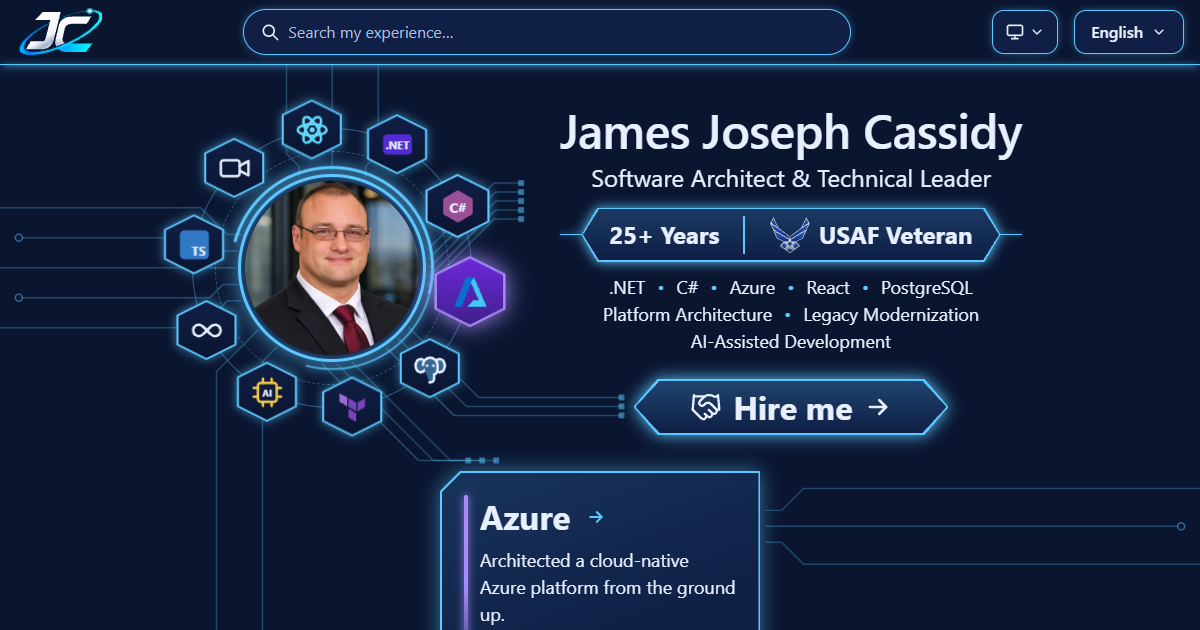 JC
Search my experience...
English
.NET
C#
TS
AI
James Joseph Cassidy
Software Architect & Technical Leader
25+ Years
USAF Veteran
.NET • C# • Azure • React • PostgreSQL
Platform Architecture • Legacy Modernization
AI-Assisted Development
Hire me →
Azure →
Architected a cloud-native
Azure platform from the ground
up.